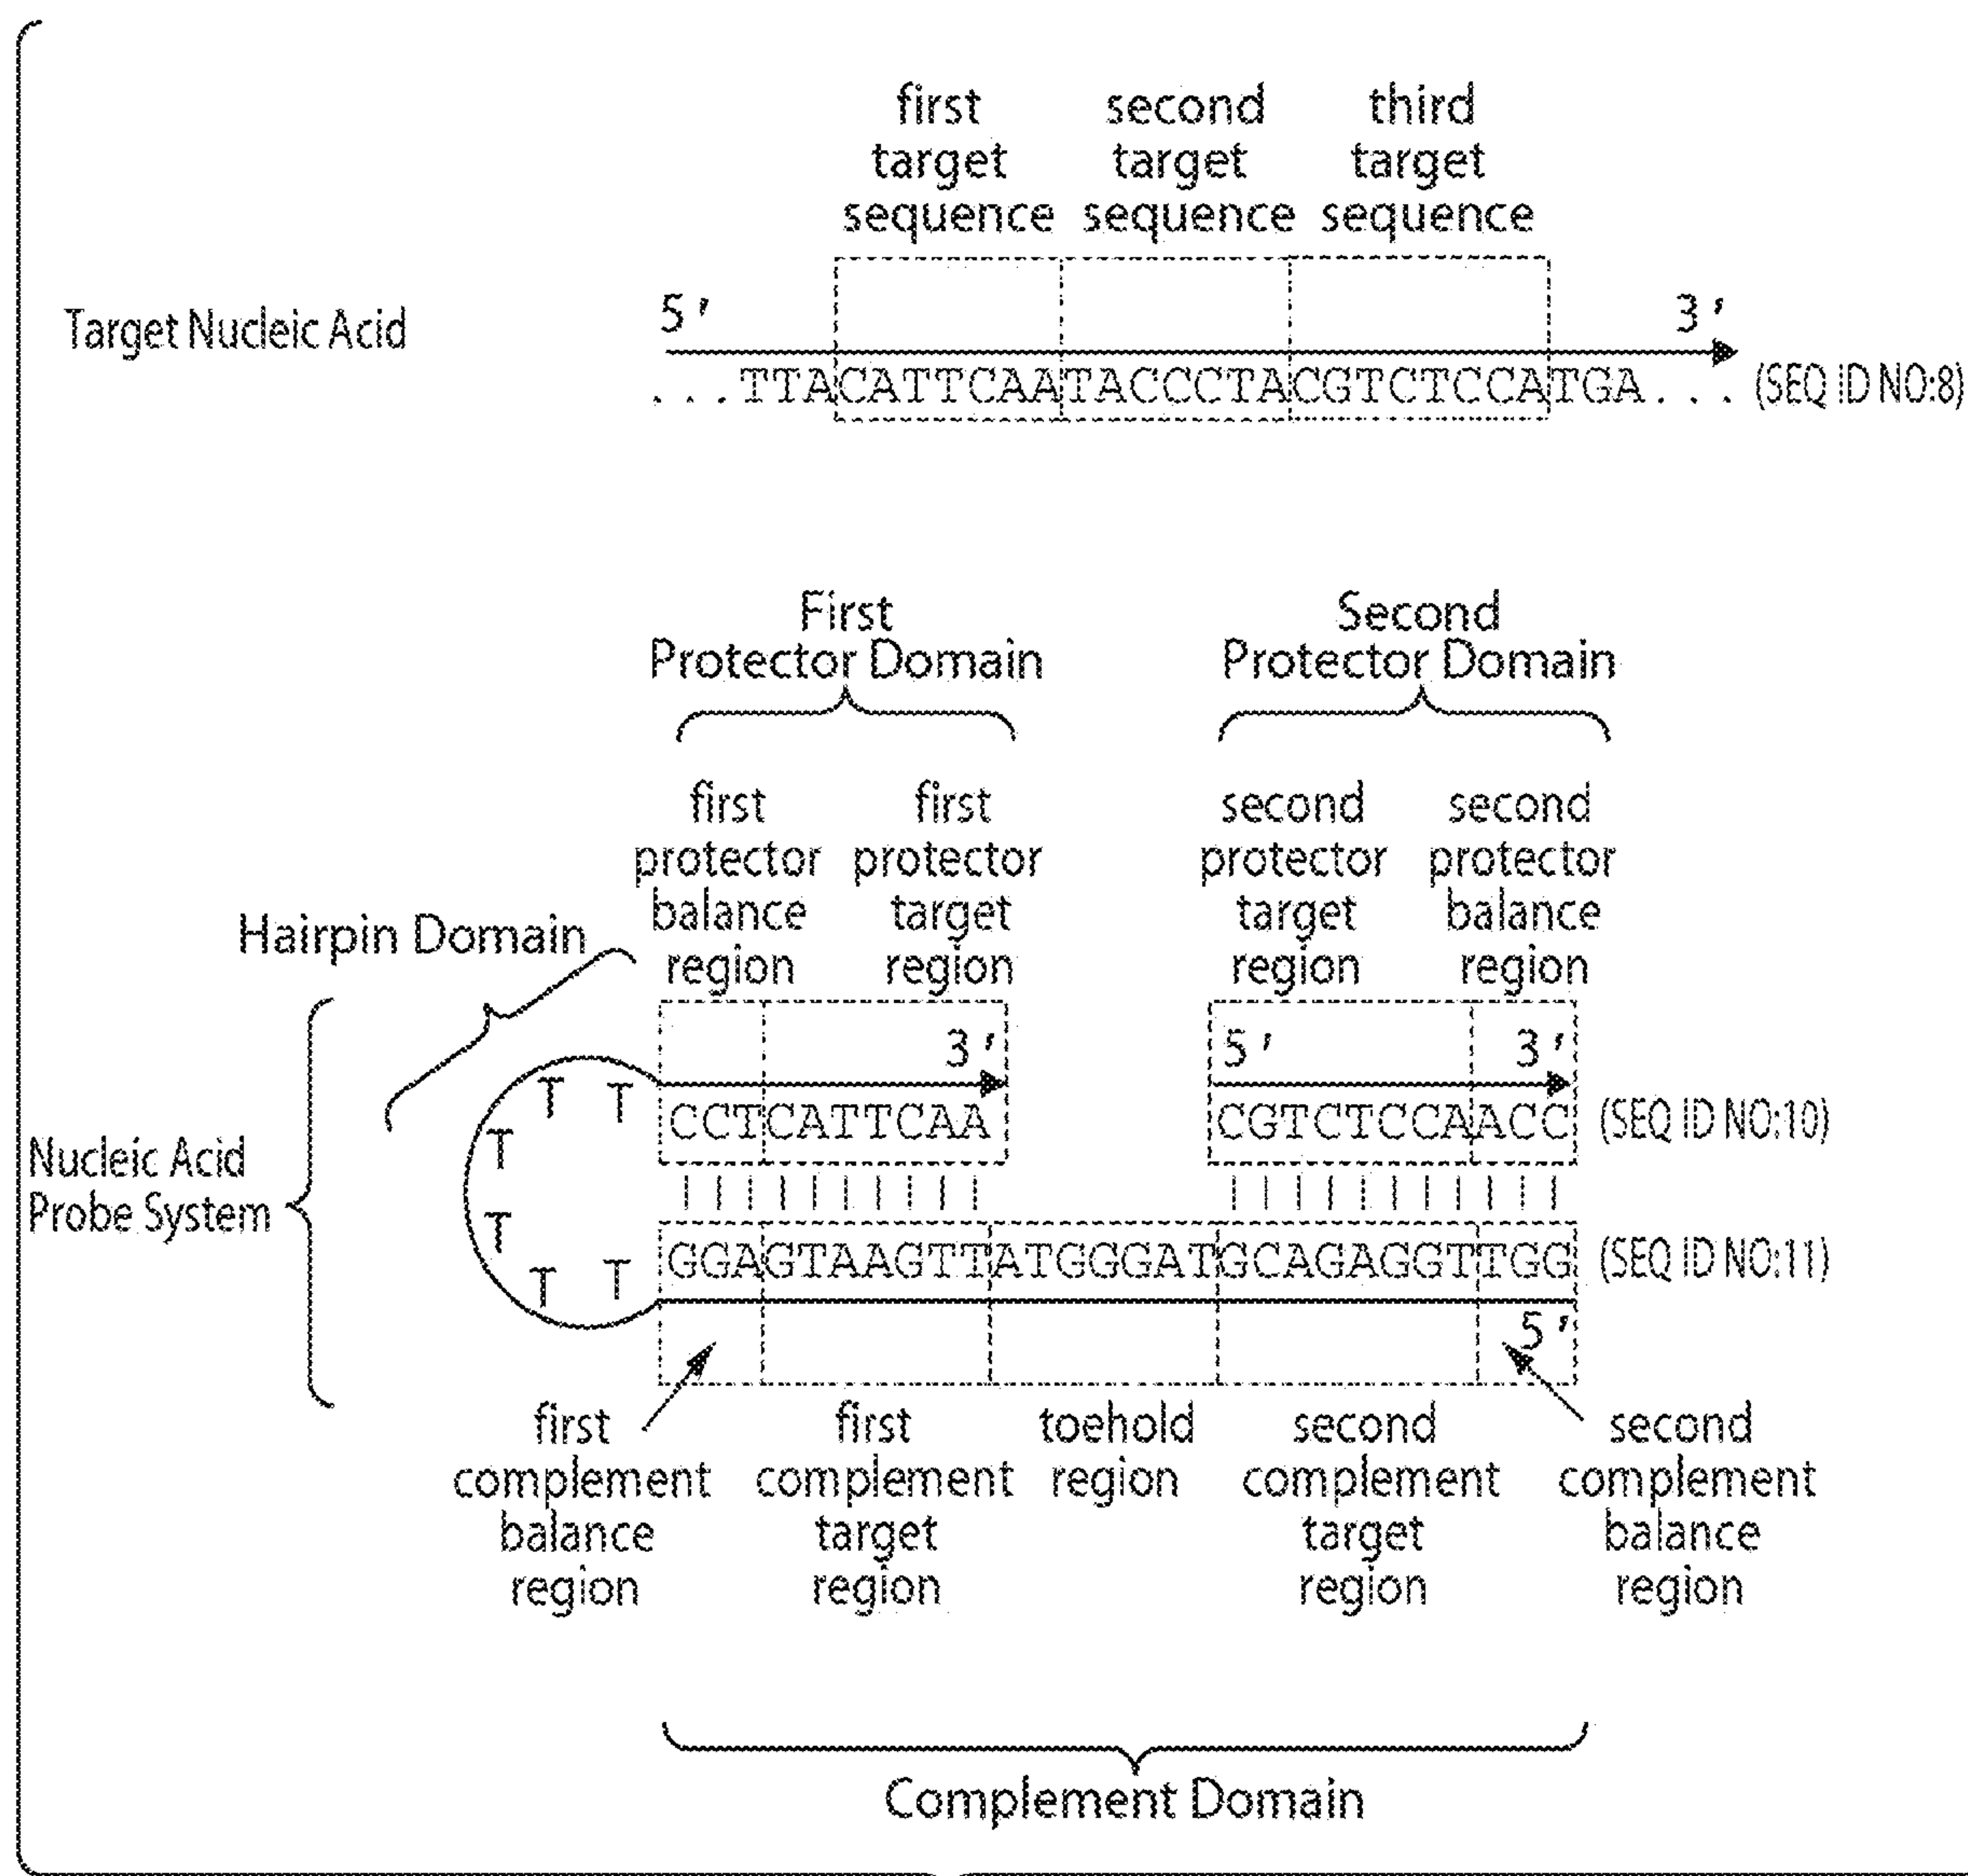 first
target
sequence
second
target
sequence
third
target
sequence
Target Nucleic Acid
5'
3'
...TTACATTCAATACCCTACGTCTCCATGA... (SEQ ID NO:8)
First
Protector Domain
Second
Protector Domain
first
protector
balance
region
first
protector
target
region
second
protector
target
region
second
protector
balance
region
Hairpin Domain
3'
5'
3'
T T
T
T
T T
CCTCATTCAA
CGTCTCCAACC
(SEQ ID NO:10)
Nucleic Acid
Probe System
GGAGTAAGTTATGGGATGCAGAGGTTGG
(SEQ ID NO:11)
5'
first
complement
balance
region
first
complement
target
region
toehold
region
second
complement
target
region
second
complement
balance
region
Complement Domain